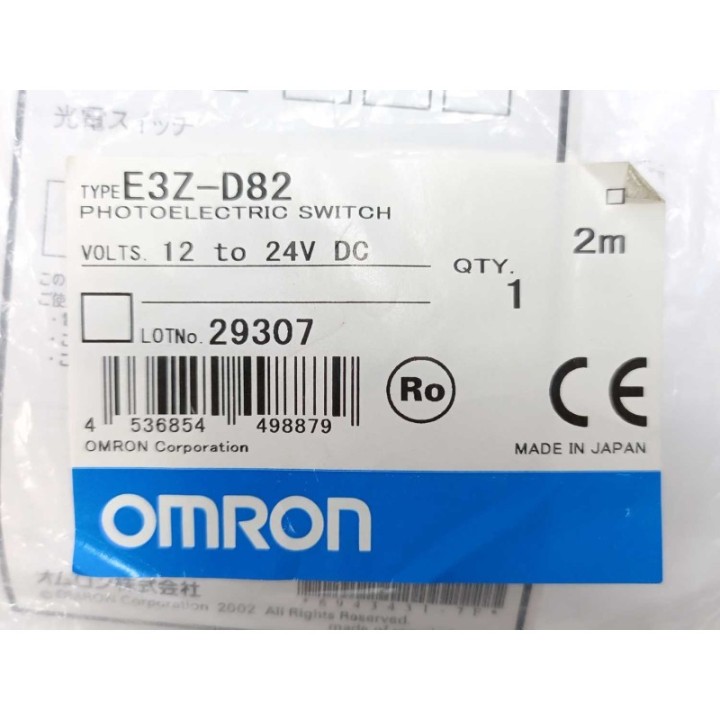 光電スイッチ
TYPE E3Z-D82
PHOTOELECTRIC SWITCH
2m
VOLTS. 12 to 24V DC
QTY.
1
LOTNo. 29307
Ro
CE
4 536854 498879
OMRON Corporation
MADE IN JAPAN
OMRON
オムロン株式会社
© OMRON Corporation 2002 All Rights Reserved.
made of